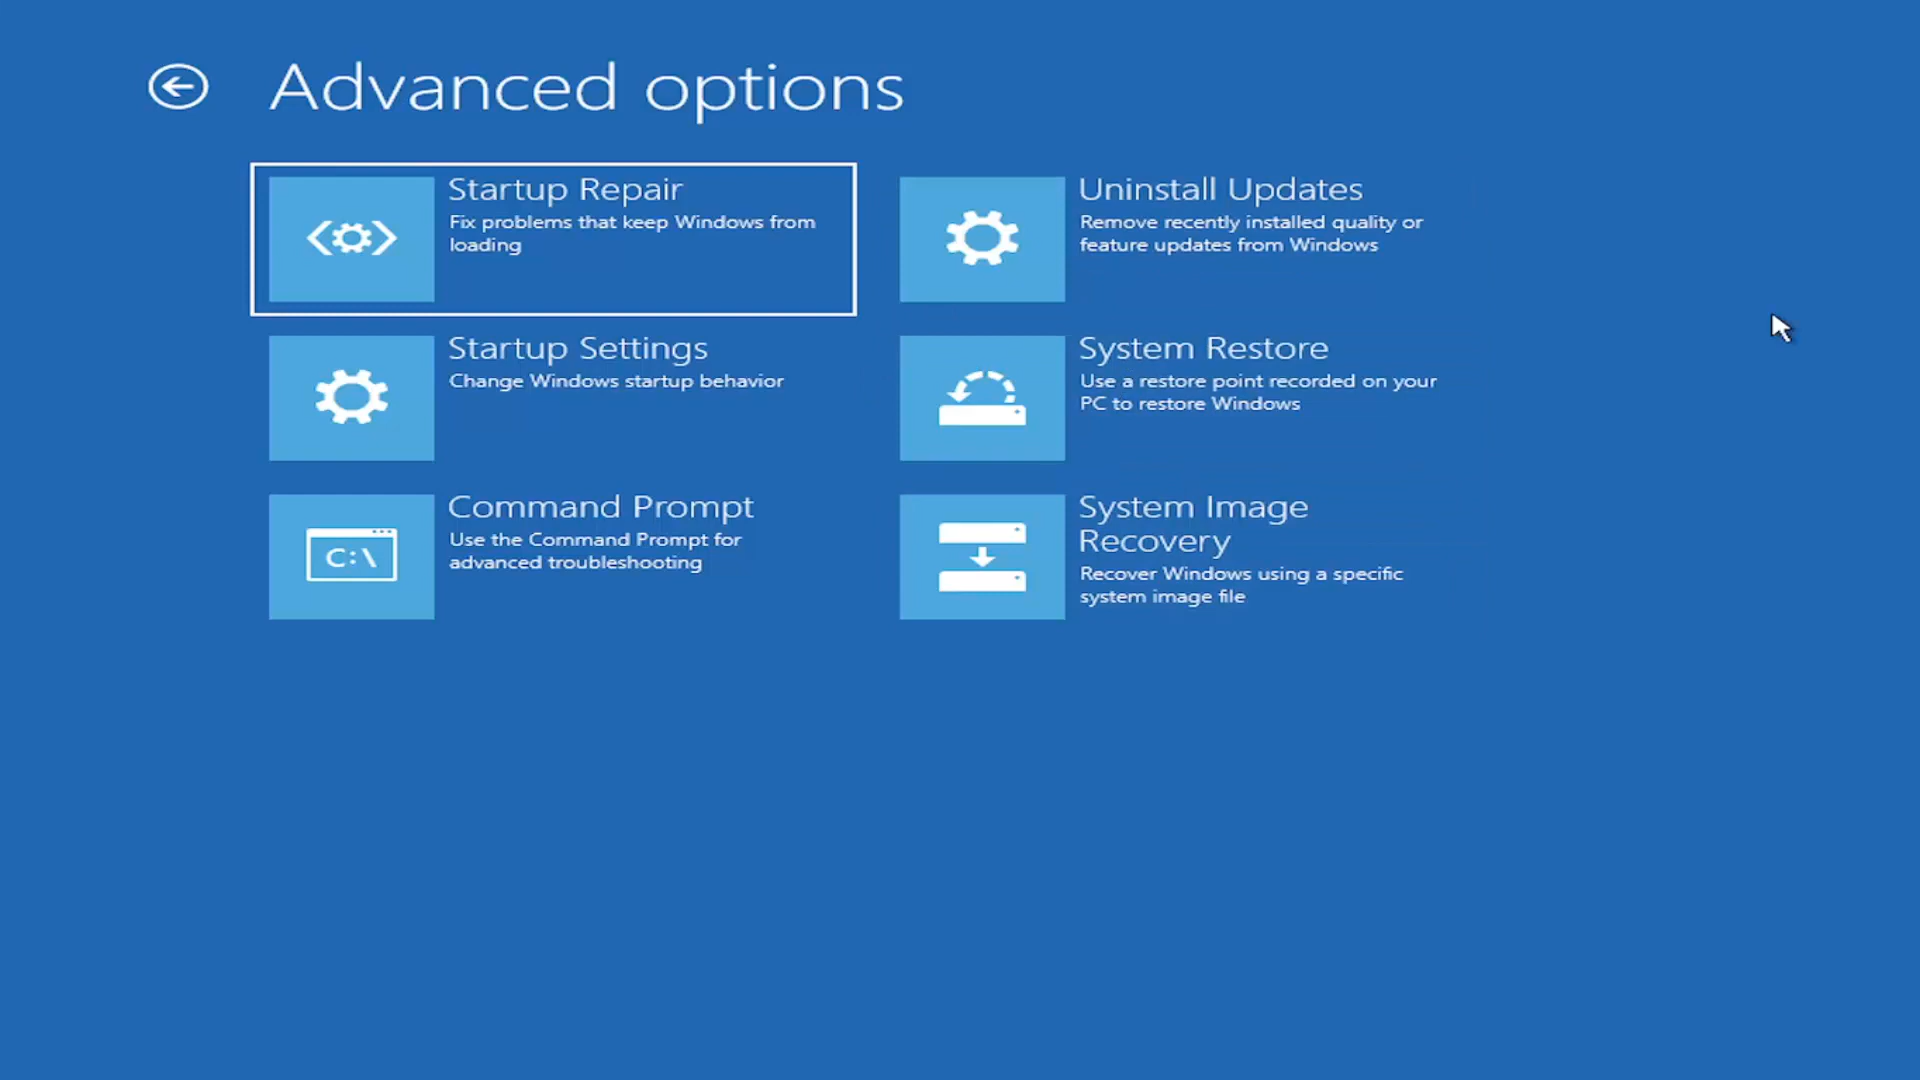 Advanced options
Startup Repair
Fix problems that keep Windows from
loading
Uninstall Updates
Remove recently installed quality or
feature updates from Windows
Startup Settings
Change Windows startup behavior
System Restore
Use a restore point recorded on your
PC to restore Windows
C:\
Command Prompt
Use the Command Prompt for
advanced troubleshooting
System Image
Recovery
Recover Windows using a specific
system image file